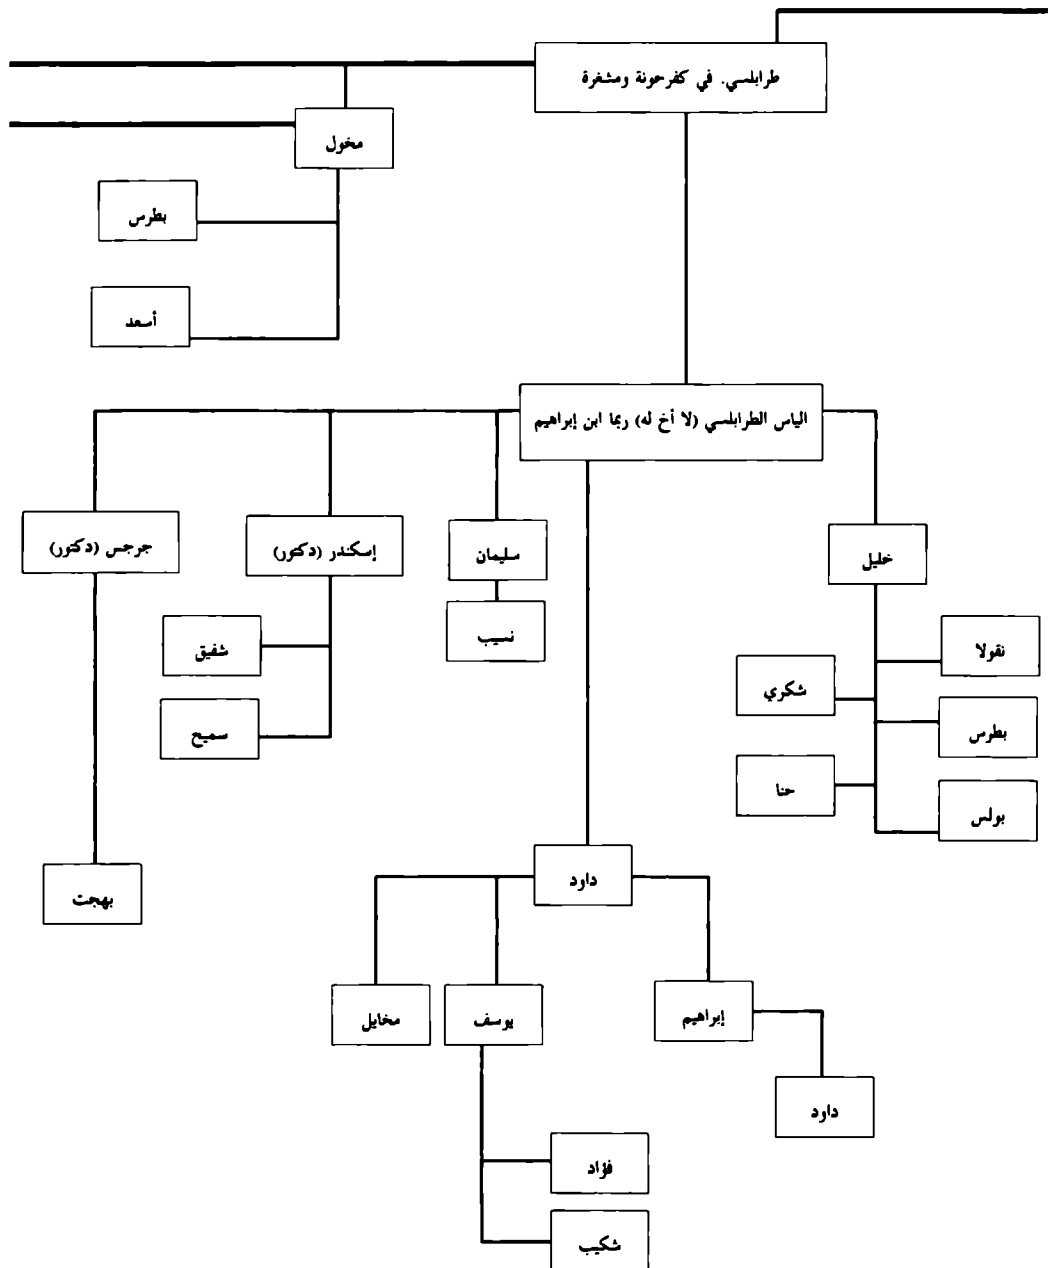 طرابلسي. في كفرحونة ومشغرة
مخول
بطرس
أسعد
الياس الطرابلسي (لا أخ له) ربما ابن إبراهيم
خليل
سليمان
إسكندر (دكتور)
جرجس (دكتور)
نسيب
نقولا
شكري
شفيق
بطرس
سميح
حنا
بولس
داود
بهجت
إبراهيم
يوسف
مخايل
داود
فؤاد
شكيب